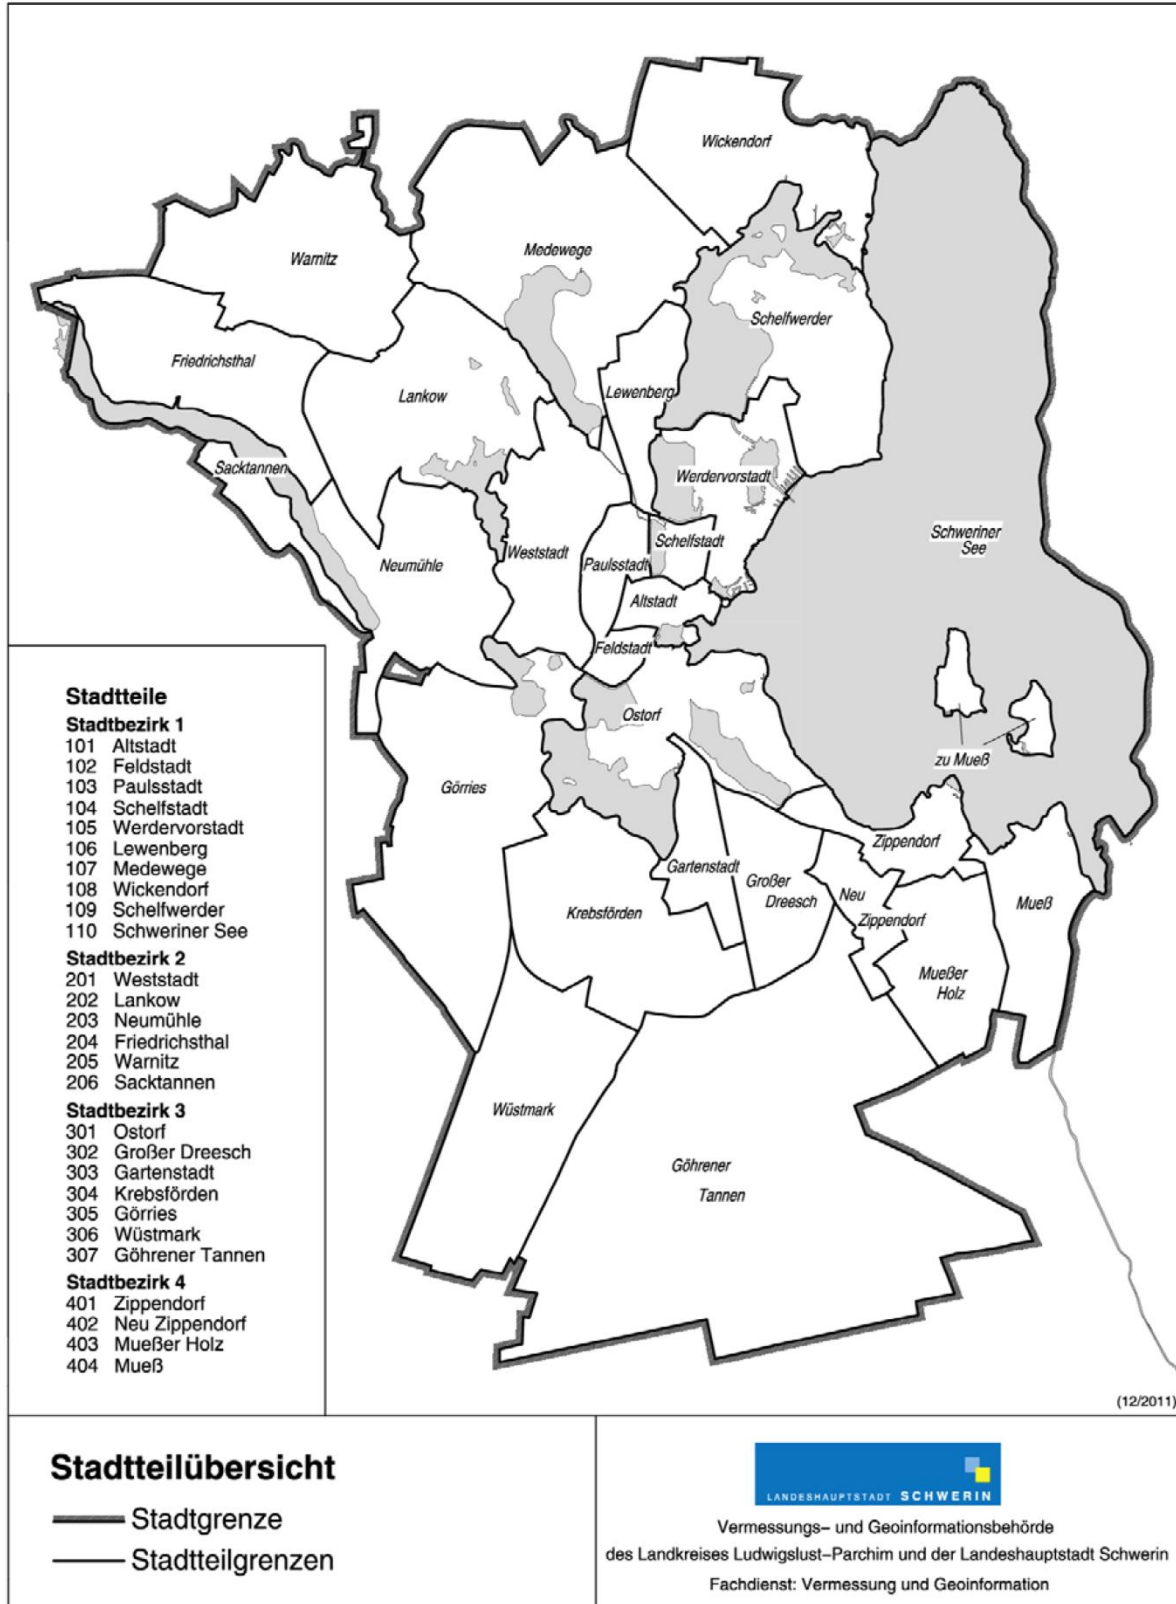 Wickendorf
Warnitz
Medewege
Schelfwerder
Friedrichsthal
Lankow
Lewenberg
Sacktannen
Werdervorstadt
Schweriner
See
Neumühle
Weststadt
Paulsstadt
Schelfstadt
Altstadt
Feldstadt
Ostorf
zu Mueß
Görries
Zippendorf
Gartenstadt
Großer
Dreesch
Neu
Zippendorf
Mueß
Krebsförden
Mueßer
Holz
Wüstmark
Göhrener
Tannen
Stadtteile
Stadtbezirk 1
101 Altstadt
102 Feldstadt
103 Paulsstadt
104 Schelfstadt
105 Werdervorstadt
106 Lewenberg
107 Medewege
108 Wickendorf
109 Schelfwerder
110 Schweriner See
Stadtbezirk 2
201 Weststadt
202 Lankow
203 Neumühle
204 Friedrichsthal
205 Warnitz
206 Sacktannen
Stadtbezirk 3
301 Ostorf
302 Großer Dreesch
303 Gartenstadt
304 Krebsförden
305 Görries
306 Wüstmark
307 Göhrener Tannen
Stadtbezirk 4
401 Zippendorf
402 Neu Zippendorf
403 Mueßer Holz
404 Mueß
(12/2011)
Stadtteilübersicht
Stadtgrenze
Stadtteilgrenzen
LANDESHAUPTSTADT SCHWERIN
Vermessungs- und Geoinformationsbehörde
des Landkreises Ludwigslust-Parchim und der Landeshauptstadt Schwerin
Fachdienst: Vermessung und Geoinformation